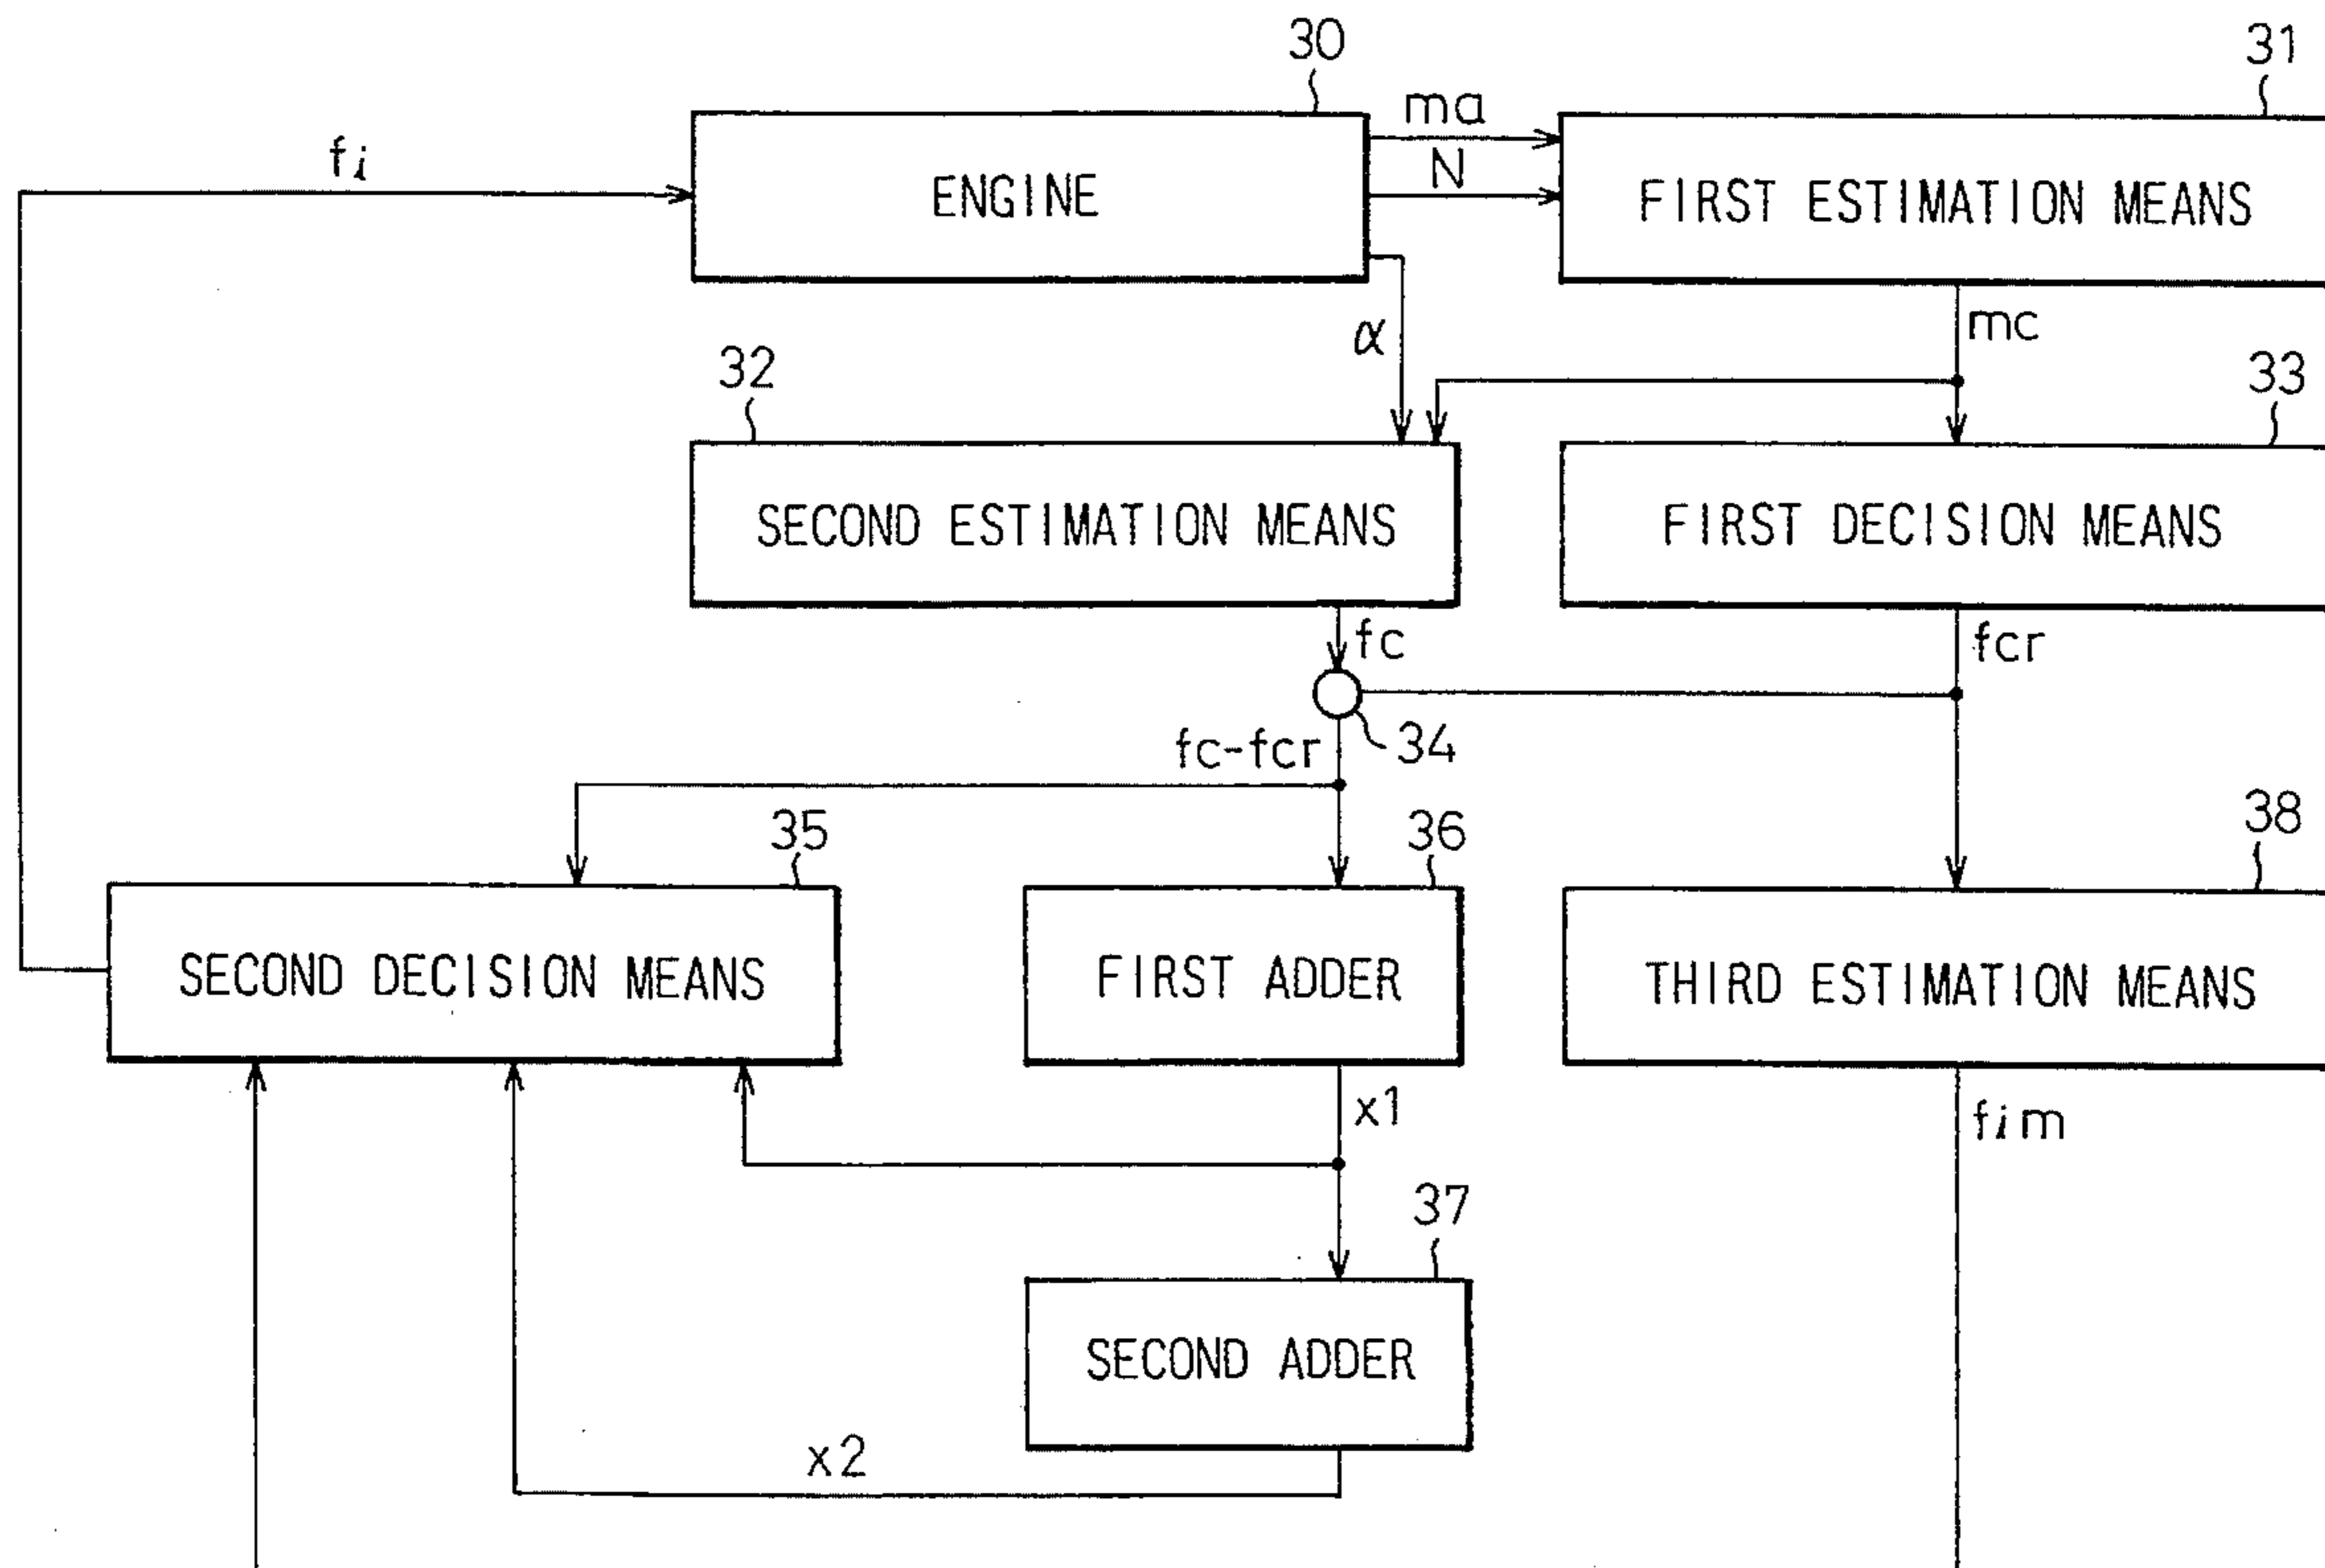 30
31
ma
fi
N
ENGINE
FIRST ESTIMATION MEANS
α
mc
32
33
SECOND ESTIMATION MEANS
FIRST DECISION MEANS
fc
fcr
fc-fcr
34
35
36
38
SECOND DECISION MEANS
FIRST ADDER
THIRD ESTIMATION MEANS
x1
fim
37
SECOND ADDER
x2